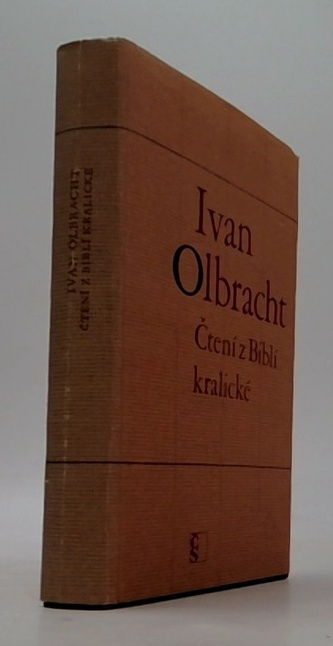 IVAN OLBRACHT
ČTENÍ Z BIBLÍ KRALICKÉ
Ivan
Olbracht
Čtení z Biblí
kralické
ČS